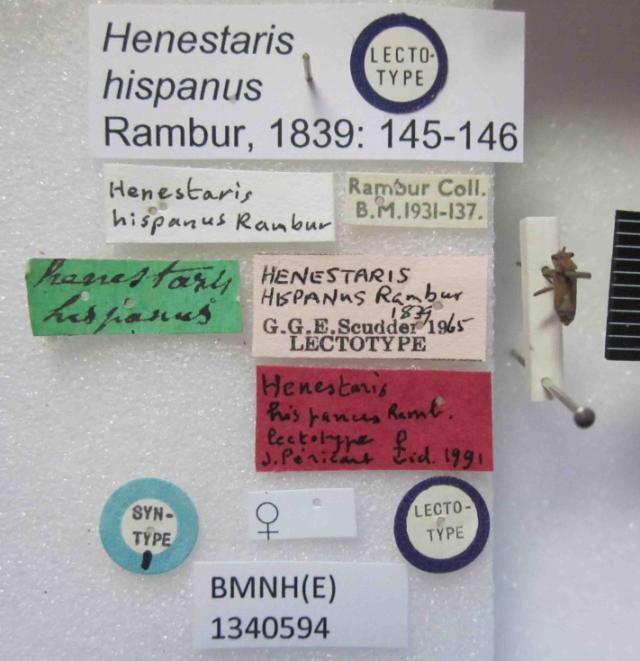 Henestaris
hispanus
Rambur, 1839: 145-146
LECTO-
TYPE
Henestaris
hispanus Rambur
Rambur Coll.
B.M.1931-137.
henestaris
hispanus
HENESTARIS
HISPANUS Rambur
1839
G.G.E.Scudder 1965
LECTOTYPE
Henestaris
hispanus Ramb.
lectotype ♀
J. Péricart vid. 1991
SYN-
TYPE
♀
LECTO-
TYPE
BMNH(E)
1340594